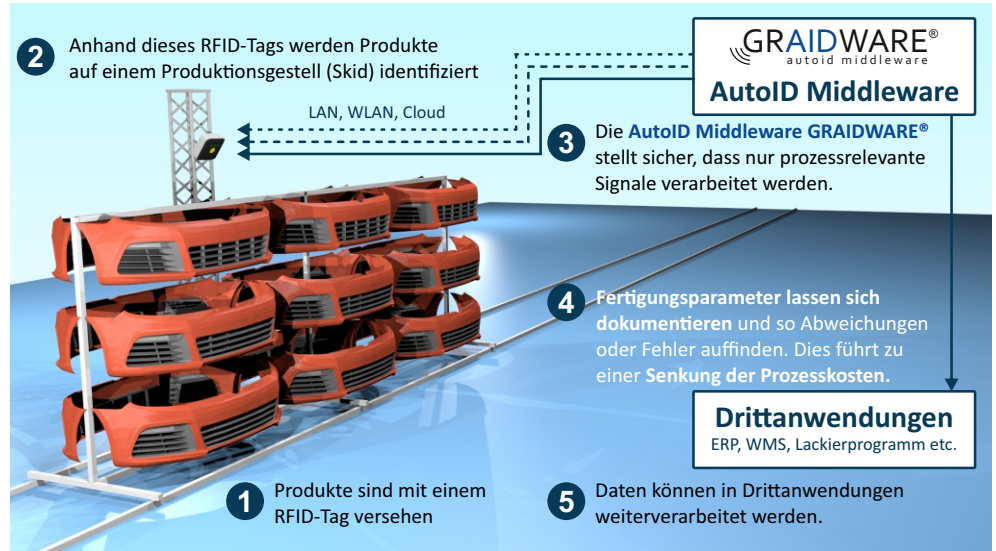 2 Anhand dieses RFID-Tags werden Produkte
auf einem Produktionsgestell (Skid) identifiziert
LAN, WLAN, Cloud
GRAIDWARE®
autoid middleware
AutoID Middleware
3 Die AutoID Middleware GRAIDWARE®
stellt sicher, dass nur prozessrelevante
Signale verarbeitet werden.
4 Fertigungsparameter lassen sich
dokumentieren und so Abweichungen
oder Fehler auffinden. Dies führt zu
einer Senkung der Prozesskosten.
Drittanwendungen
ERP, WMS, Lackierprogramm etc.
1 Produkte sind mit einem
RFID-Tag versehen
5 Daten können in Drittanwendungen
weiterverarbeitet werden.